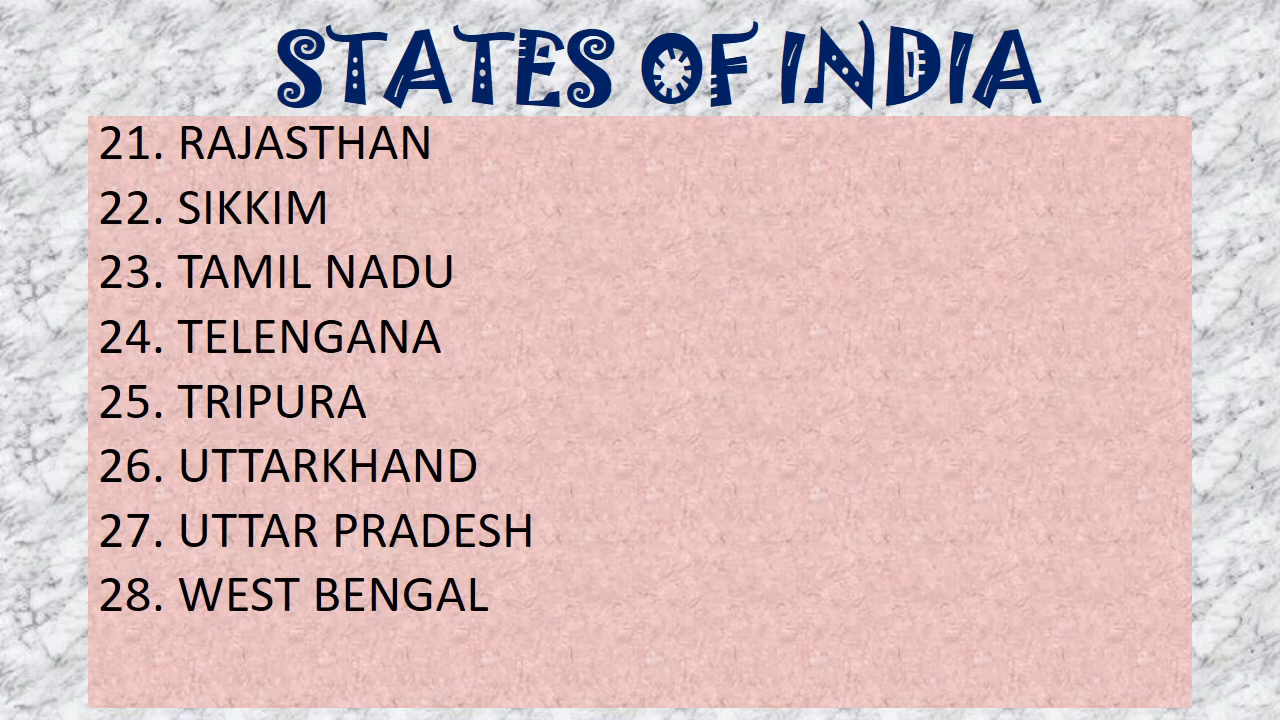 STATES OF INDIA
21. RAJASTHAN
22. SIKKIM
23. TAMIL NADU
24. TELENGANA
25. TRIPURA
26. UTTARKHAND
27. UTTAR PRADESH
28. WEST BENGAL